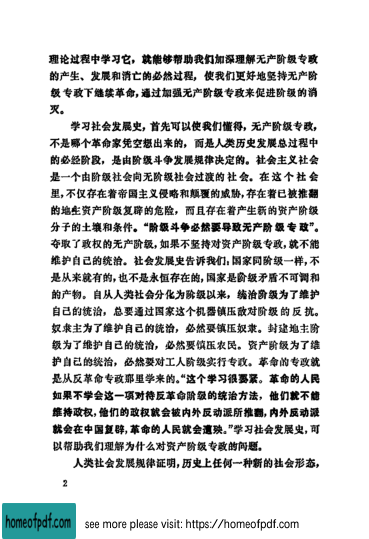 理论过程中学习它，就能够帮助我们加深理解无产阶级专政
的产生、发展和消亡的必然过程，使我们更好地坚持无产阶
级专政下继续革命，通过加强无产阶级专政来促进阶级的消
灭。
学习社会发展史，首先可以使我们懂得，无产阶级专政，
不是哪个革命家凭空想出来的，而是人类历史发展总过程中
的必经阶段，是由阶级斗争发展规律决定的。社会主义社会
是一个由阶级社会向无阶级社会过渡的社会。在这个社会
里，不仅存在着帝国主义侵略和颠覆的威胁，存在着已被推翻
的地主资产阶级复辟的危险，而且存在着产生新的资产阶级
分子的土壤和条件。“阶级斗争必然要导致无产阶级专政”。
夺取了政权的无产阶级，如果不坚持对资产阶级专政，就不能
维护自己的统治。社会发展史告诉我们：国家同阶级一样，不
是从来就有的，也不是永恒存在的，国家是阶级矛盾不可调和
的产物。自从人类社会分化为阶级以来，统治阶级为了维护
自己的统治，总要通过国家这个机器镇压敌对阶级的反抗。
奴隶主为了维护自己的统治，必然要镇压奴隶。封建地主阶
级为了维护自己的统治，必然要镇压农民。资产阶级为了维
护自己的统治，必然要对工人阶级实行专政。革命的专政就
是从反革命专政那里学来的。“这个学习很要紧。革命的人民
如果不学会这一项对待反革命阶级的统治方法，他们就不能
维持政权，他们的政权就会被内外反动派所推翻，内外反动派
就会在中国复辟，革命的人民就会遭殃。”学习社会发展史，可
以帮助我们理解为什么对资产阶级专政的问题。
人类社会发展规律证明，历史上任何一种新的社会形态，
2
homeofpdf.com
see more please visit: https://homeofpdf.com